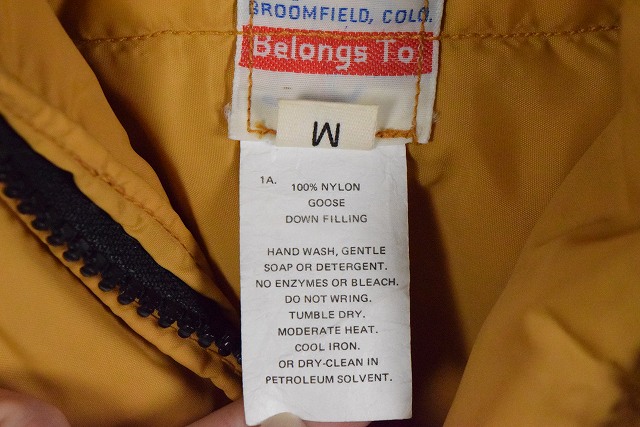 BROOMFIELD, COLO.
Belongs To
M
1A. 100% NYLON
GOOSE
DOWN FILLING
HAND WASH, GENTLE
SOAP OR DETERGENT.
NO ENZYMES OR BLEACH.
DO NOT WRING.
TUMBLE DRY.
MODERATE HEAT.
COOL IRON.
OR DRY-CLEAN IN
PETROLEUM SOLVENT.